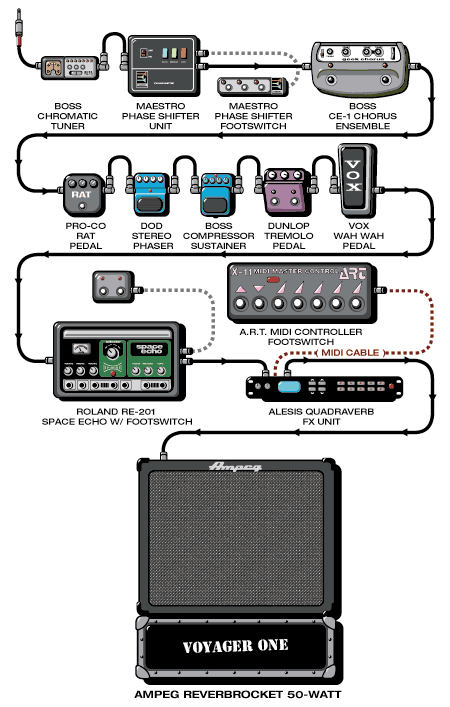 geek chorus
BOSS
CHROMATIC
TUNER
MAESTRO
PHASE SHIFTER
UNIT
MAESTRO
PHASE SHIFTER
FOOTSWITCH
BOSS
CE-1 CHORUS
ENSEMBLE
RAT
VOX
PRO-CO
RAT
PEDAL
DOD
STEREO
PHASER
BOSS
COMPRESSOR
SUSTAINER
DUNLOP
TREMOLO
PEDAL
VOX
WAH WAH
PEDAL
X-11 MIDI MASTER CONTROL ART
A.R.T. MIDI CONTROLLER
FOOTSWITCH
space
echo
( MIDI CABLE )
ROLAND RE-201
SPACE ECHO W/ FOOTSWITCH
ALESIS QUADRAVERB
FX UNIT
Ampeg
VOYAGER ONE
AMPEG REVERBROCKET 50-WATT